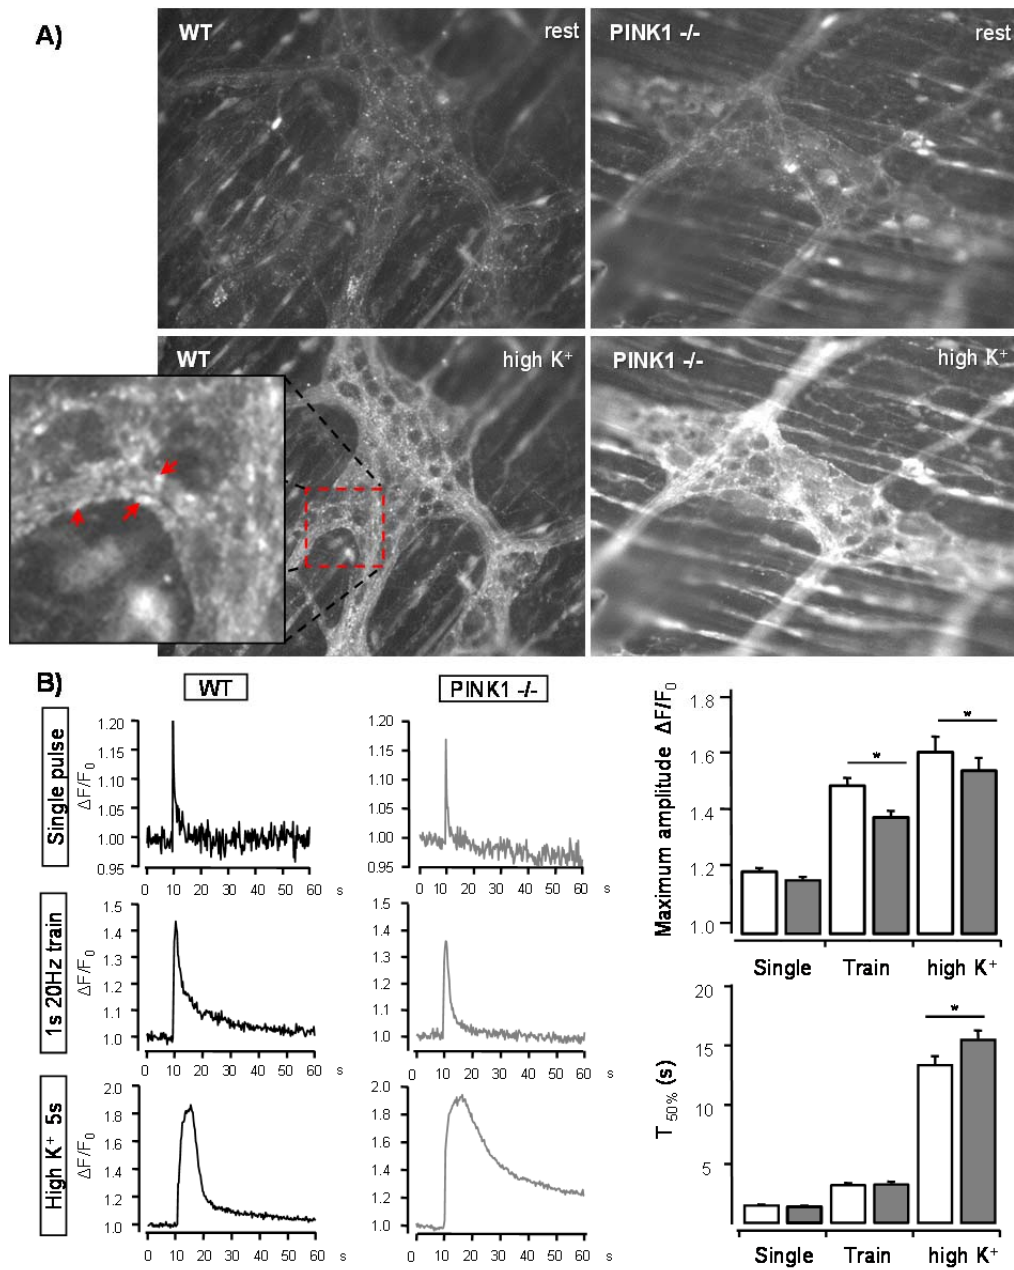 A)
WT
rest
PINK1 -/-
rest
WT
high K⁺
PINK1 -/-
high K⁺
B)
WT
PINK1 -/-
Single pulse
ΔF/F₀
1.20
1.15
1.10
1.05
1.00
0.95
0 10 20 30 40 50 60 s
1.20
1.15
1.10
1.05
1.00
0.95
0 10 20 30 40 50 60 s
1s 20Hz train
ΔF/F₀
1.5
1.4
1.3
1.2
1.1
1.0
0 10 20 30 40 50 60 s
1.5
1.4
1.3
1.2
1.1
1.0
0 10 20 30 40 50 60 s
High K⁺ 5s
ΔF/F₀
2.0
1.8
1.6
1.4
1.2
1.0
0 10 20 30 40 50 60 s
2.0
1.8
1.6
1.4
1.2
1.0
0 10 20 30 40 50 60 s
Maximum amplitude ΔF/F₀
1.8
1.6
1.4
1.2
1.0
*
*
Single Train high K⁺
T 50% (s)
20
15
10
5
*
Single Train high K⁺